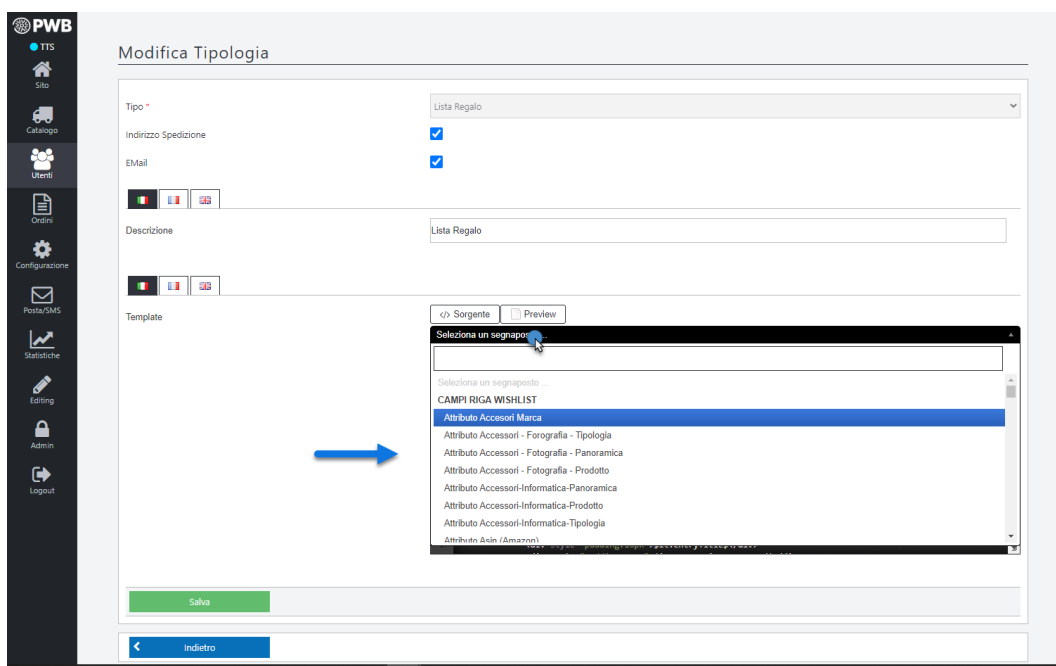 PWB
TTS
Sito
Catalogo
Utenti
Ordini
Configurazione
Posta/SMS
Statistiche
Editing
Admin
Logout
Modifica Tipologia
Tipo * Lista Regalo
Indirizzo Spedizione
EMail
Descrizione Lista Regalo
Template </> Sorgente Preview
Seleziona un segnaposto ...
Seleziona un segnaposto ...
CAMPI RIGA WISHLIST
Attributo Accesori Marca
Attributo Accessori - Forografia - Tipologia
Attributo Accessori - Fotografia - Panoramica
Attributo Accessori - Fotografia - Prodotto
Attributo Accessori-Informatica-Panoramica
Attributo Accessori-Informatica-Prodotto
Attributo Accessori-Informatica-Tipologia
Attributo Asin (Amazon)
Salva
Indietro